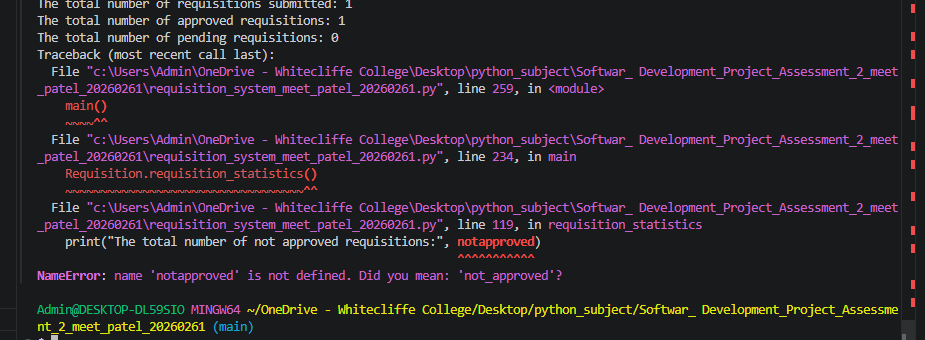 The total number of requisitions submitted: 1
The total number of approved requisitions: 1
The total number of pending requisitions: 0
Traceback (most recent call last):
  File "c:\Users\Admin\OneDrive - Whitecliffe College\Desktop\python_subject\Softwar_ Development_Project_Assessment_2_meet
_patel_20260261\requisition_system_meet_patel_20260261.py", line 259, in <module>
    main()
    ~~~~^^
  File "c:\Users\Admin\OneDrive - Whitecliffe College\Desktop\python_subject\Softwar_ Development_Project_Assessment_2_meet
_patel_20260261\requisition_system_meet_patel_20260261.py", line 234, in main
    Requisition.requisition_statistics()
    ~~~~~~~~~~~~~~~~~~~~~~~~~~~~~~~~~~^^
  File "c:\Users\Admin\OneDrive - Whitecliffe College\Desktop\python_subject\Softwar_ Development_Project_Assessment_2_meet
_patel_20260261\requisition_system_meet_patel_20260261.py", line 119, in requisition_statistics
    print("The total number of not approved requisitions:", notapproved)
                                                            ^^^^^^^^^^^
NameError: name 'notapproved' is not defined. Did you mean: 'not_approved'?
Admin@DESKTOP-DL59SIO MINGW64 ~/OneDrive - Whitecliffe College/Desktop/python_subject/Softwar_ Development_Project_Assessme
nt_2_meet_patel_20260261 (main)